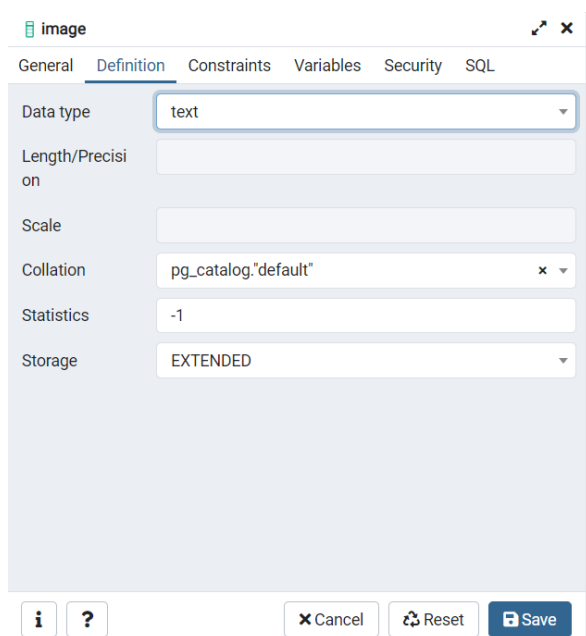 image
General Definition Constraints Variables Security SQL
Data type text
Length/Precisi
on
Scale
Collation pg_catalog."default"
Statistics -1
Storage EXTENDED
i ? Cancel Reset Save